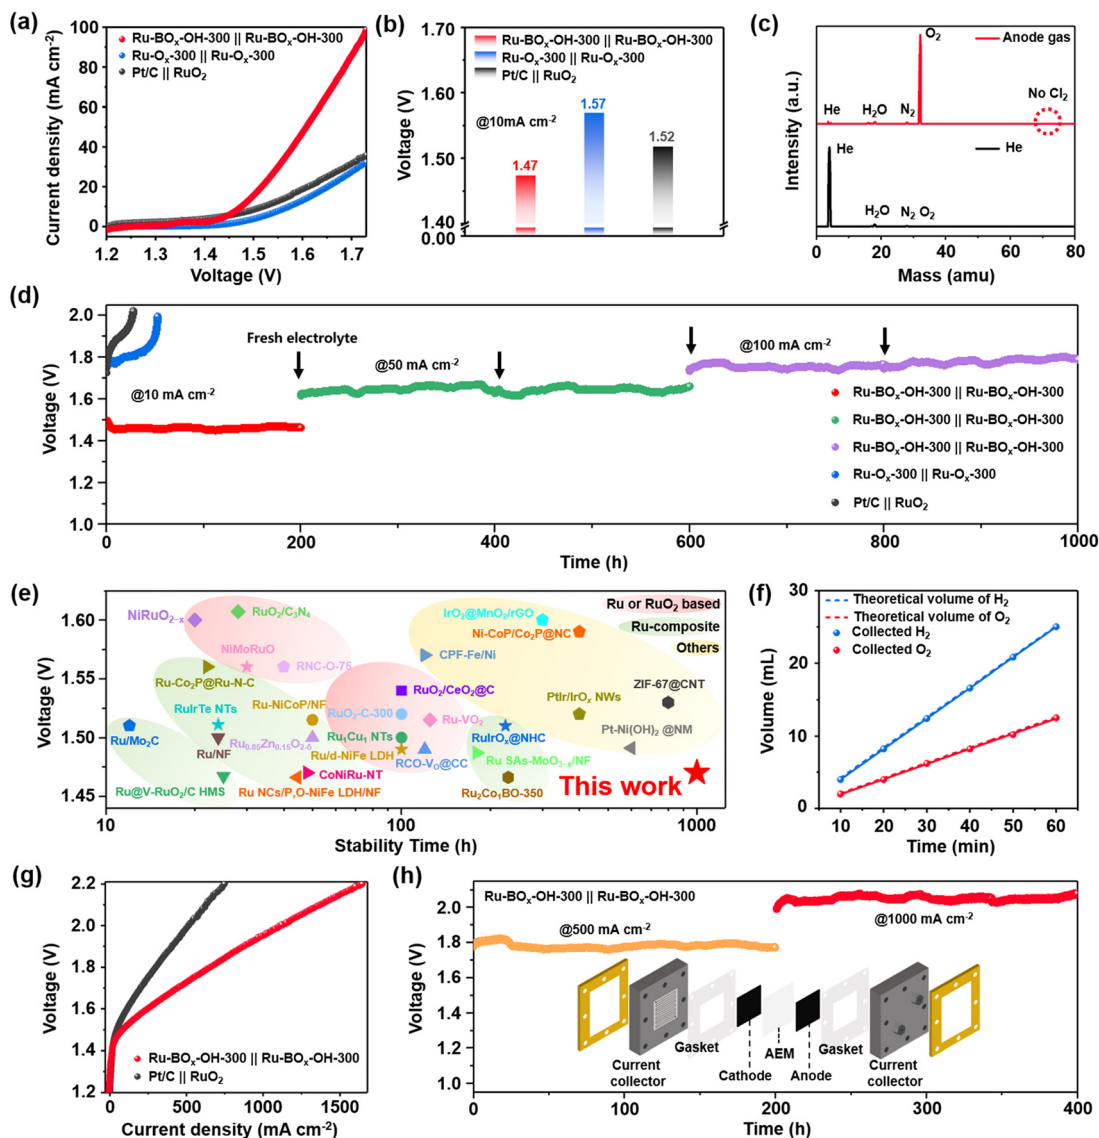 (a)
Current density (mA cm⁻²)
100
80
60
40
20
0
Ru-BOₓ-OH-300 || Ru-BOₓ-OH-300
Ru-Oₓ-300 || Ru-Oₓ-300
Pt/C || RuO₂
1.2 1.3 1.4 1.5 1.6 1.7
Voltage (V)
(b)
Voltage (V)
1.70
1.60
1.50
1.40
0.00
Ru-BOₓ-OH-300 || Ru-BOₓ-OH-300
Ru-Oₓ-300 || Ru-Oₓ-300
Pt/C || RuO₂
@10mA cm⁻²
1.47
1.57
1.52
(c)
Intensity (a.u.)
O₂
Anode gas
He H₂O N₂
No Cl₂
He
He
H₂O N₂ O₂
0 20 40 60 80
Mass (amu)
(d)
Voltage (V)
2.0
1.8
1.6
1.4
1.2
1.0
Fresh electrolyte
@10 mA cm⁻²
@50 mA cm⁻²
@100 mA cm⁻²
Ru-BOₓ-OH-300 || Ru-BOₓ-OH-300
Ru-BOₓ-OH-300 || Ru-BOₓ-OH-300
Ru-BOₓ-OH-300 || Ru-BOₓ-OH-300
Ru-Oₓ-300 || Ru-Oₓ-300
Pt/C || RuO₂
0 200 400 600 800 1000
Time (h)
(e)
Voltage (V)
1.60
1.55
1.50
1.45
Ru or RuO₂ based
Ru-composite
Others
NiRuO₂₋ₓ
RuO₂/C₃N₄
IrO₂@MnO₂/rGO
Ni-CoP/Co₂P@NC
NiMoRuO
RNC-O-75
CPF-Fe/Ni
Ru-Co₂P@Ru-N-C
RuO₂/CeO₂@C
ZIF-67@CNT
RuIrTe NTs
Ru-NiCoP/NF
RuO₂-C-300
Ru-VO₂
PtIr/IrOₓ NWs
Ru/Mo₂C
Ru/NF
Ru₀.₈₅Zn₀.₁₅O₂₋δ
Ru₁Cu₁ NTs
RuIrOₓ@NHC
Pt-Ni(OH)₂ @NM
Ru/d-NiFe LDH
RCO-V₀@CC
Ru SAs-MoO₃₋ₓ/NF
Ru@V-RuO₂/C HMS
CoNiRu-NT
Ru NCs/P,O-NiFe LDH/NF
Ru₂Co₁BO-350
This work
10 100 1000
Stability Time (h)
(f)
Volume (mL)
30
20
10
0
Theoretical volume of H₂
Theoretical volume of O₂
Collected H₂
Collected O₂
10 20 30 40 50 60
Time (min)
(g)
Voltage (V)
2.2
2.0
1.8
1.6
1.4
1.2
Ru-BOₓ-OH-300 || Ru-BOₓ-OH-300
Pt/C || RuO₂
0 500 1000 1500
Current density (mA cm⁻²)
(h)
Voltage (V)
2.0
1.8
1.6
1.4
1.2
1.0
Ru-BOₓ-OH-300 || Ru-BOₓ-OH-300
@500 mA cm⁻²
@1000 mA cm⁻²
Current
collector
Gasket
Cathode
AEM
Anode
Gasket
Current
collector
0 100 200 300 400
Time (h)